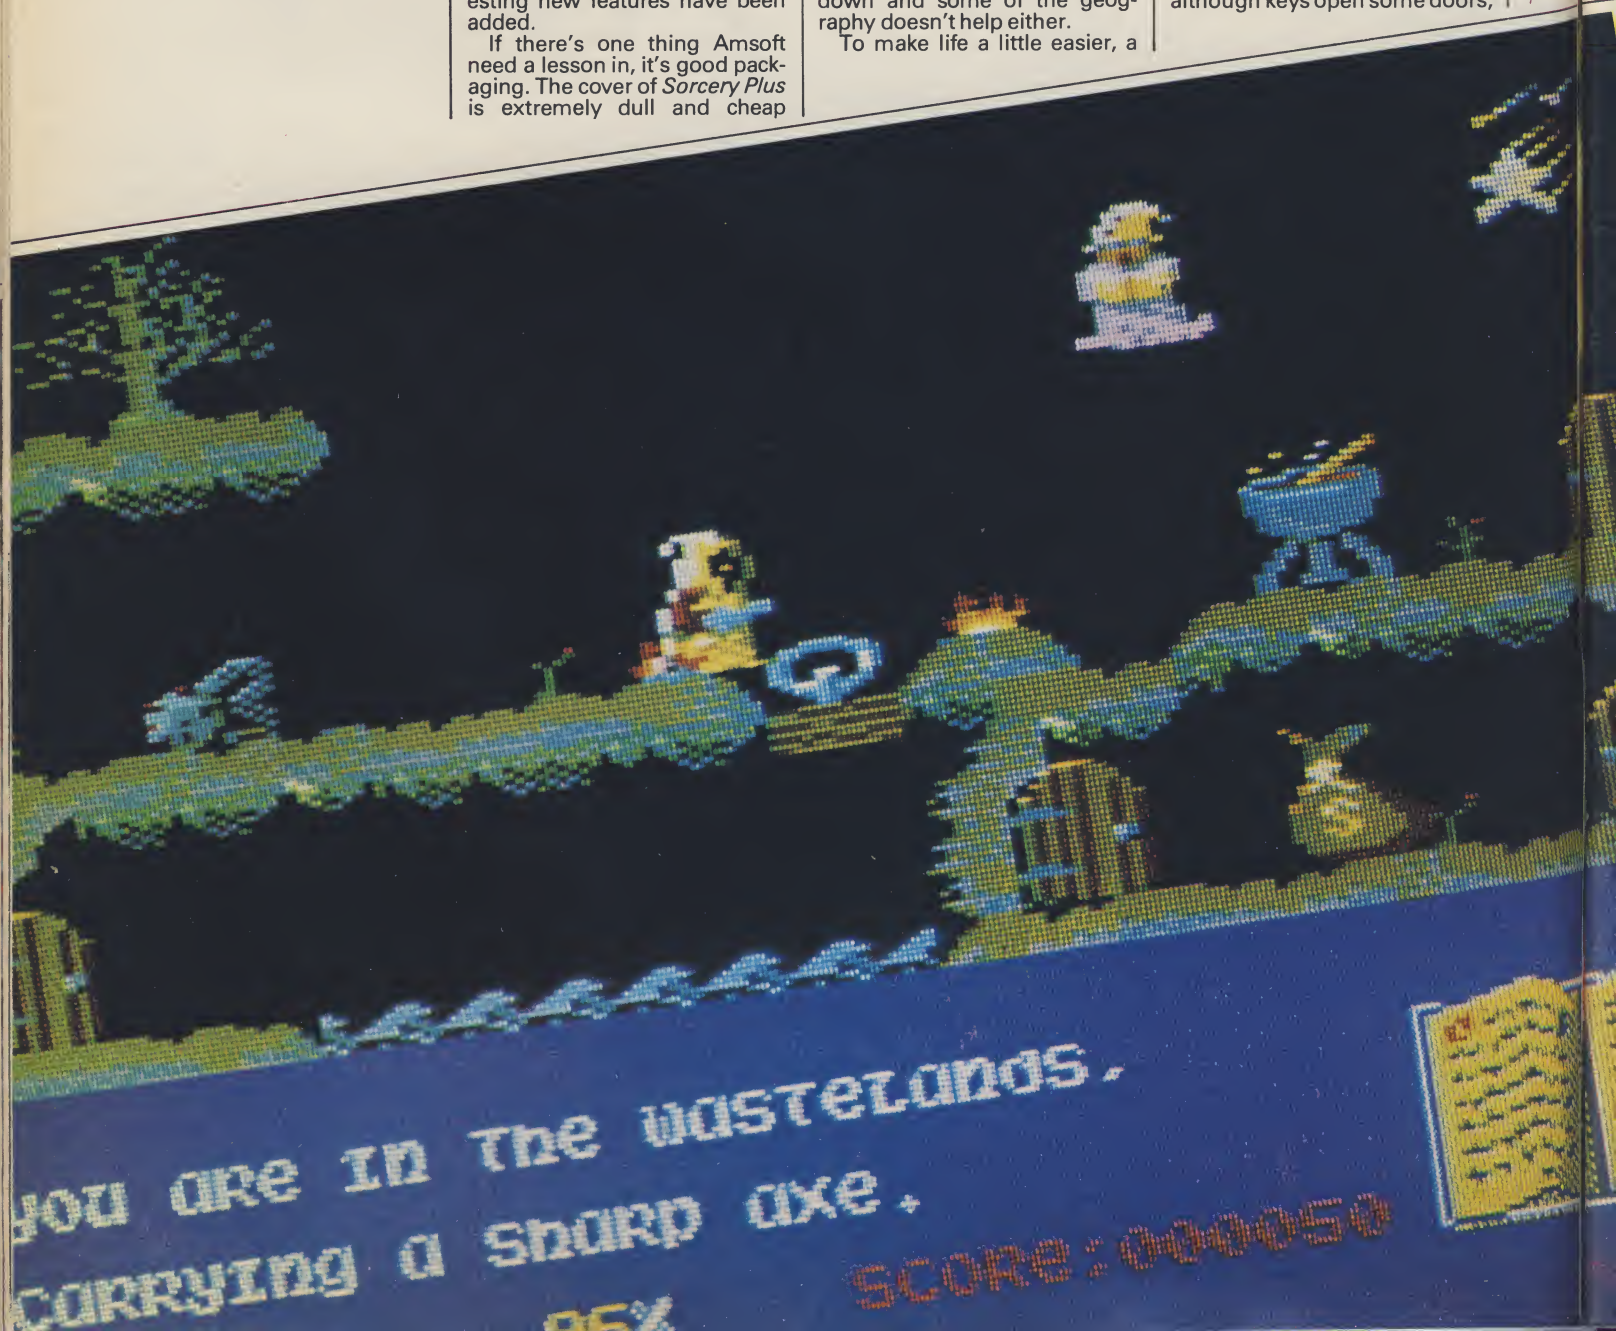 esting new features have been
added.
If there's one thing Amsoft
need a lesson in, it's good pack-
aging. The cover of Sorcery Plus
is extremely dull and cheap
down and some of the geog-
raphy doesn't help either.
To make life a little easier, a
although keys open some doors,
you are in the wastelands.
carrying a sharp axe.
SCORE:000050
$